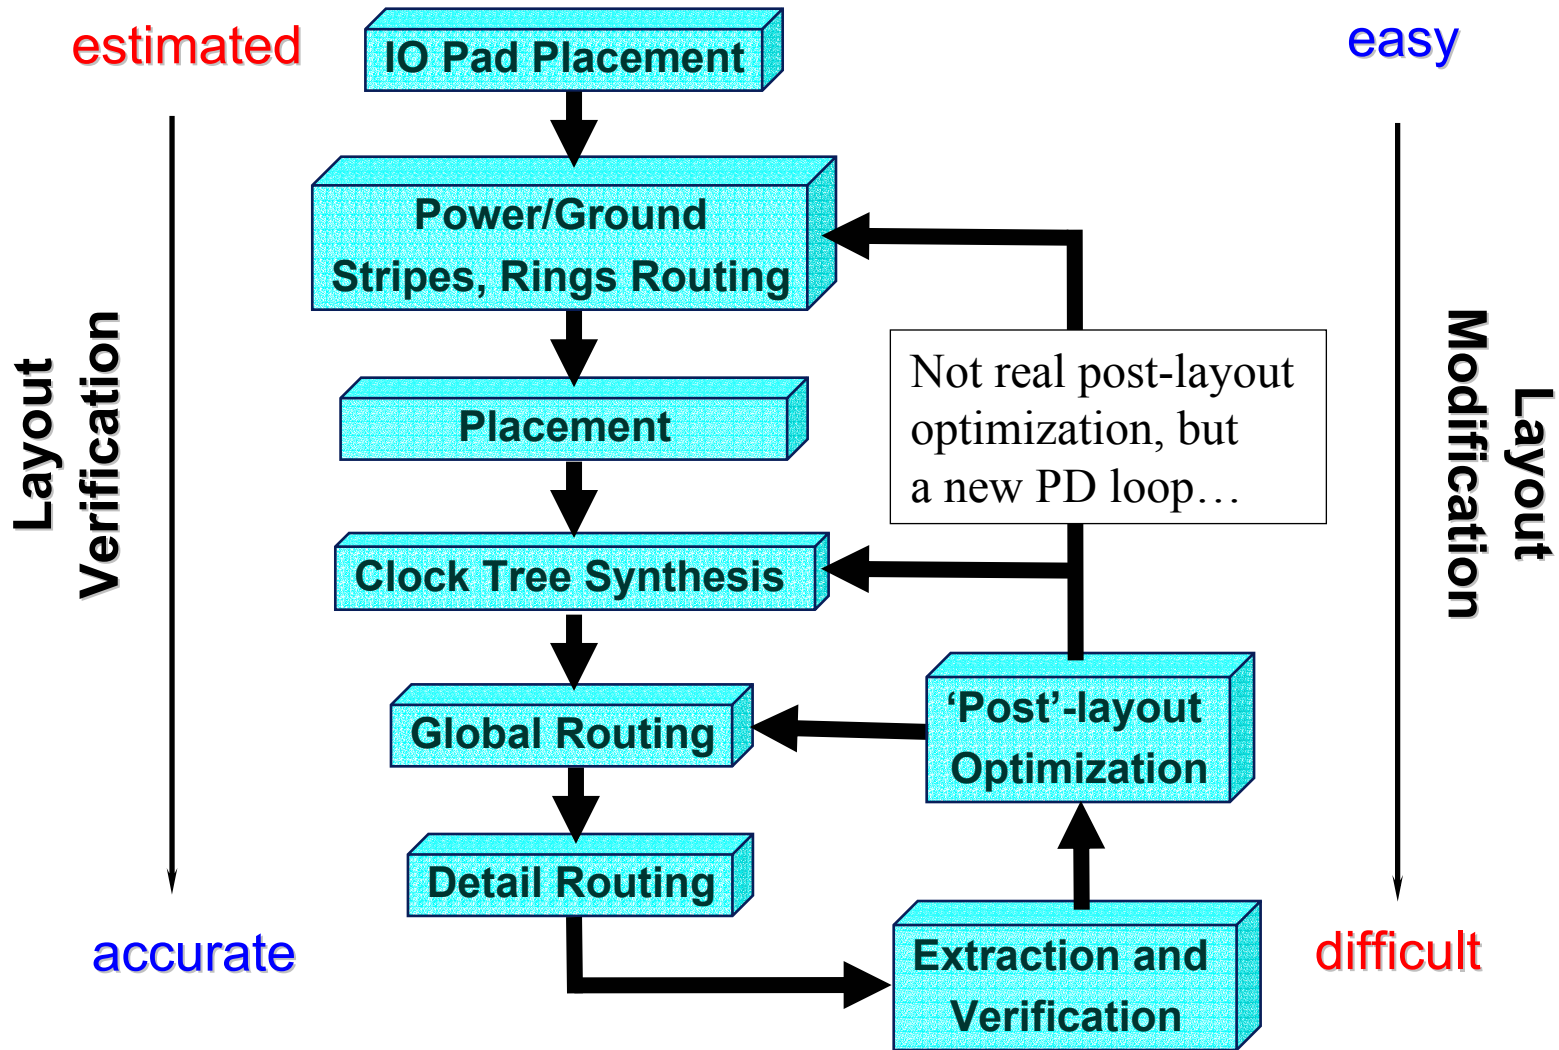 estimated
IO Pad Placement
easy
Power/Ground
Stripes, Rings Routing
Not real post-layout
optimization, but
a new PD loop…
Layout
Verification
Placement
Layout
Modification
Clock Tree Synthesis
Global Routing
‘Post’-layout
Optimization
Detail Routing
accurate
Extraction and
Verification
difficult